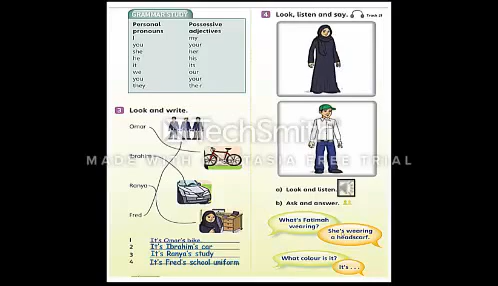 GRAMMAR STUDY
Personal pronouns
Possessive adjectives
I my
you your
she her
he his
it its
we our
you your
they their
3 Look and write.
Omar
Ibrahim
Ranya
Fred
1 It's Omar's bike.
2 It's Ibrahim's car
3 It's Ranya's study
4 It's Fred's school uniform
4 Look, listen and say.
a) Look and listen.
b) Ask and answer.
What's Fatimah wearing?
She's wearing a headscarf.
What colour is it?
It's . . .
TechSmith
MADE WITH CAMTASIA FREE TRIAL